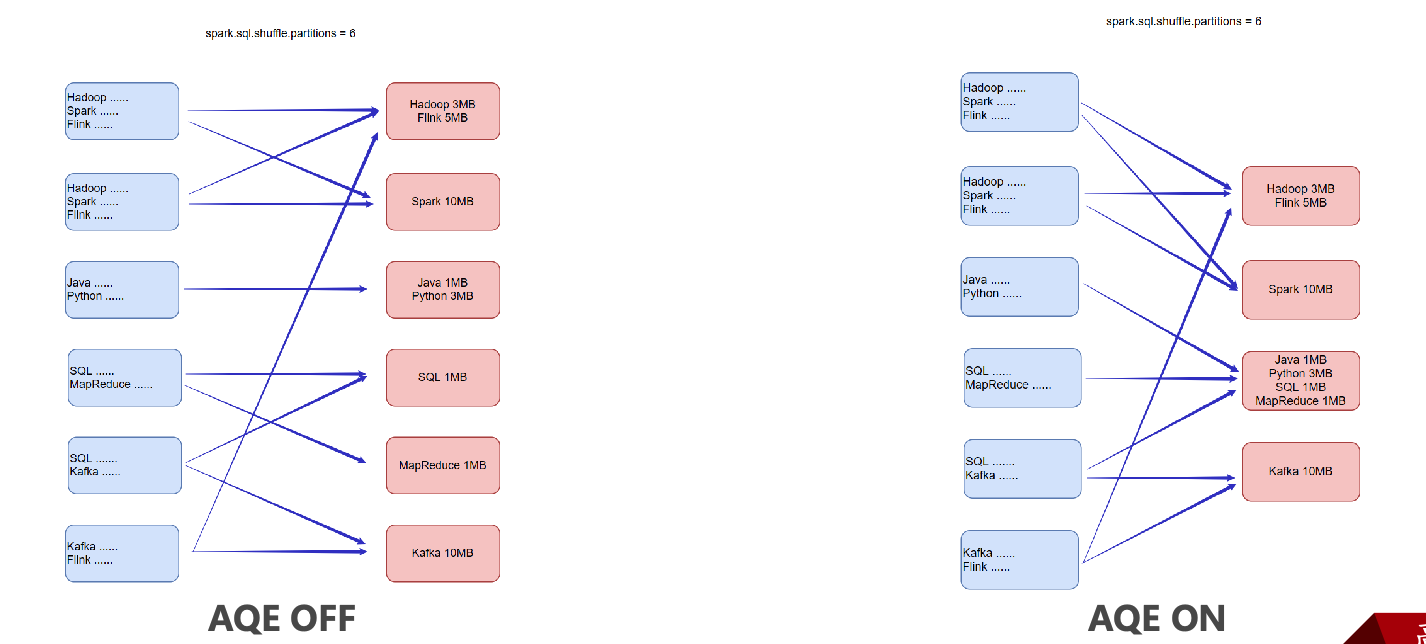 spark.sql.shuffle.partitions = 6
Hadoop ......
Spark ......
Flink ......
Hadoop 3MB
Flink 5MB
Hadoop ......
Spark ......
Flink ......
Spark 10MB
Java ......
Python ......
Java 1MB
Python 3MB
SQL ......
MapReduce ......
SQL 1MB
SQL .......
Kafka ......
MapReduce 1MB
Kafka ......
Flink ......
Kafka 10MB
AQE OFF
spark.sql.shuffle.partitions = 6
Hadoop ......
Spark ......
Flink ......
Hadoop ......
Spark ......
Flink ......
Hadoop 3MB
Flink 5MB
Java ......
Python ......
Spark 10MB
SQL ......
MapReduce ......
Java 1MB
Python 3MB
SQL 1MB
MapReduce 1MB
SQL .......
Kafka ......
Kafka 10MB
Kafka ......
Flink ......
AQE ON